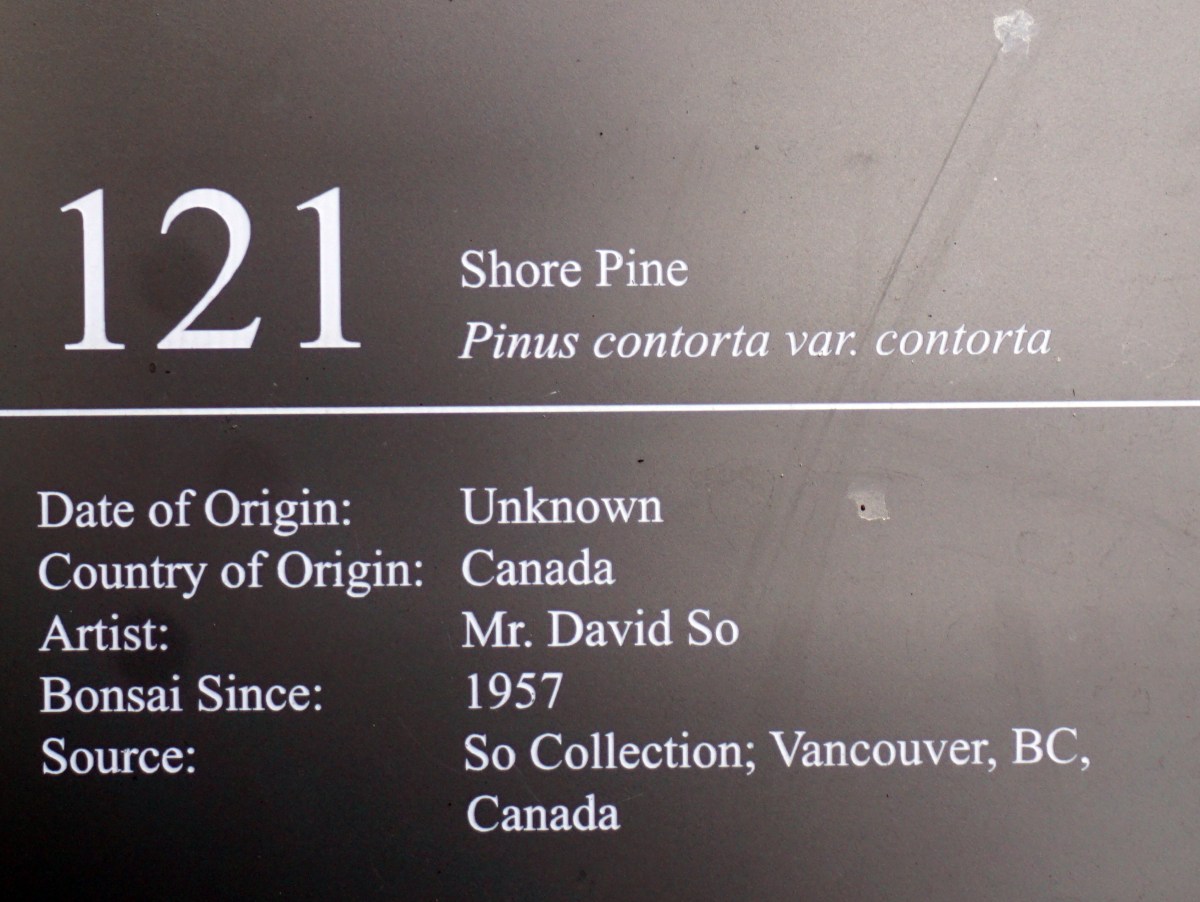 121
Shore Pine
Pinus contorta var. contorta
Date of Origin: Unknown
Country of Origin: Canada
Artist: Mr. David So
Bonsai Since: 1957
Source: So Collection; Vancouver, BC,
Canada